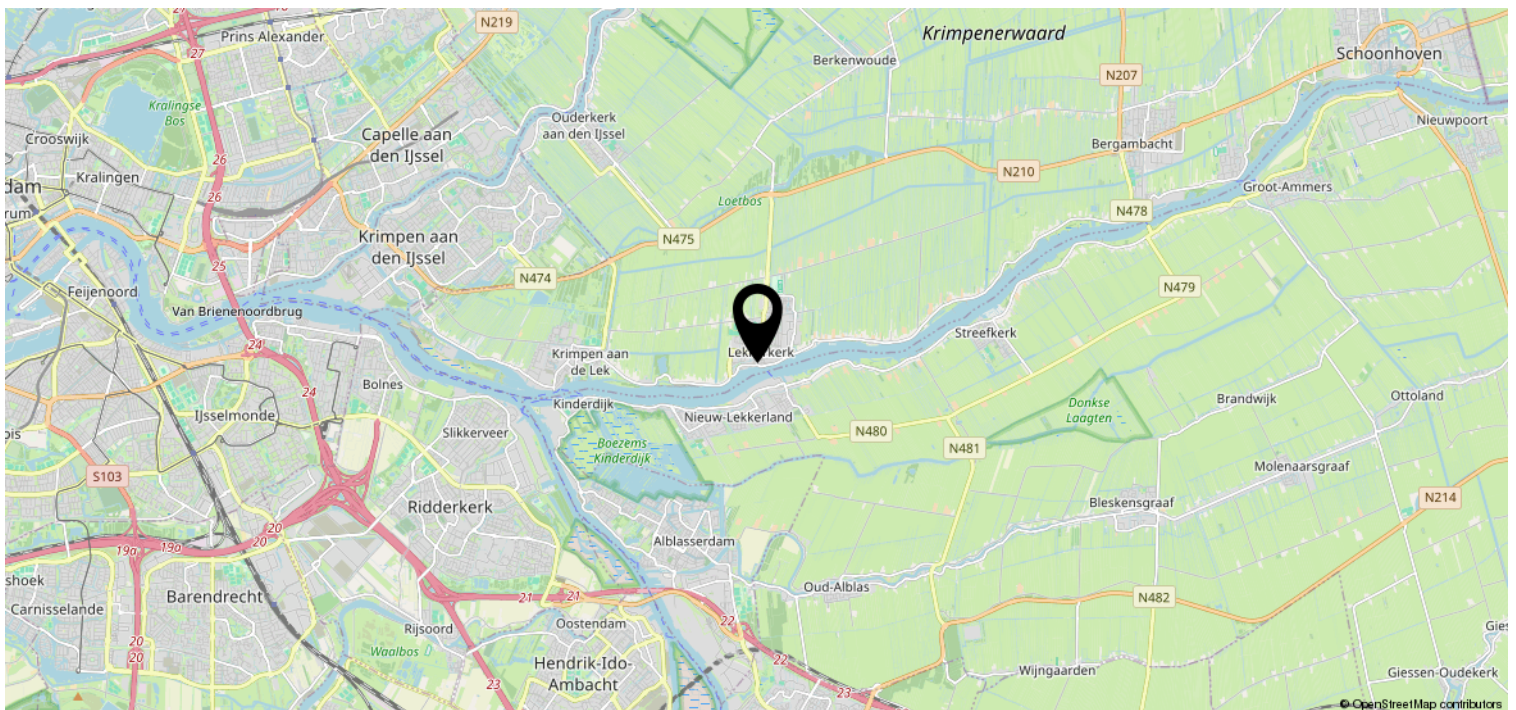 27
N219
Krimpenerwaard
Prins Alexander
27
Berkenwoude
Schoonhoven
N207
Kralingse
Bos
Ouderkerk
aan den IJssel
Nieuwpoort
Crooswijk
Capelle aan
den IJssel
Bergambacht
26
N210
Kralingen
dam
26
Loetbos
Groot-Ammers
rum
N478
Krimpen aan
den IJssel
N475
25
N474
N479
Feijenoord
Van Brienenoordbrug
Streefkerk
24
Krimpen aan
de Lek
Bolnes
24
Kinderdijk
Donkse
Laagten
Brandwijk
Ottoland
IJsselmonde
Nieuw-Lekkerland
Slikkerveer
N480
Boezems
Kinderdijk
N481
S103
Molenaarsgraaf
N214
Ridderkerk
Bleskensgraaf
20
20
19a
19a
Alblasserdam
shoek
Oud-Alblas
Barendrecht
21
21
N482
Carnisselande
22
Rijsoord
Oostendam
Gies
20
20
Waalbos
22
Hendrik-Ido-
Ambacht
Wijngaarden
Giessen-Oudekerk
23
23
© OpenStreetMap contributors